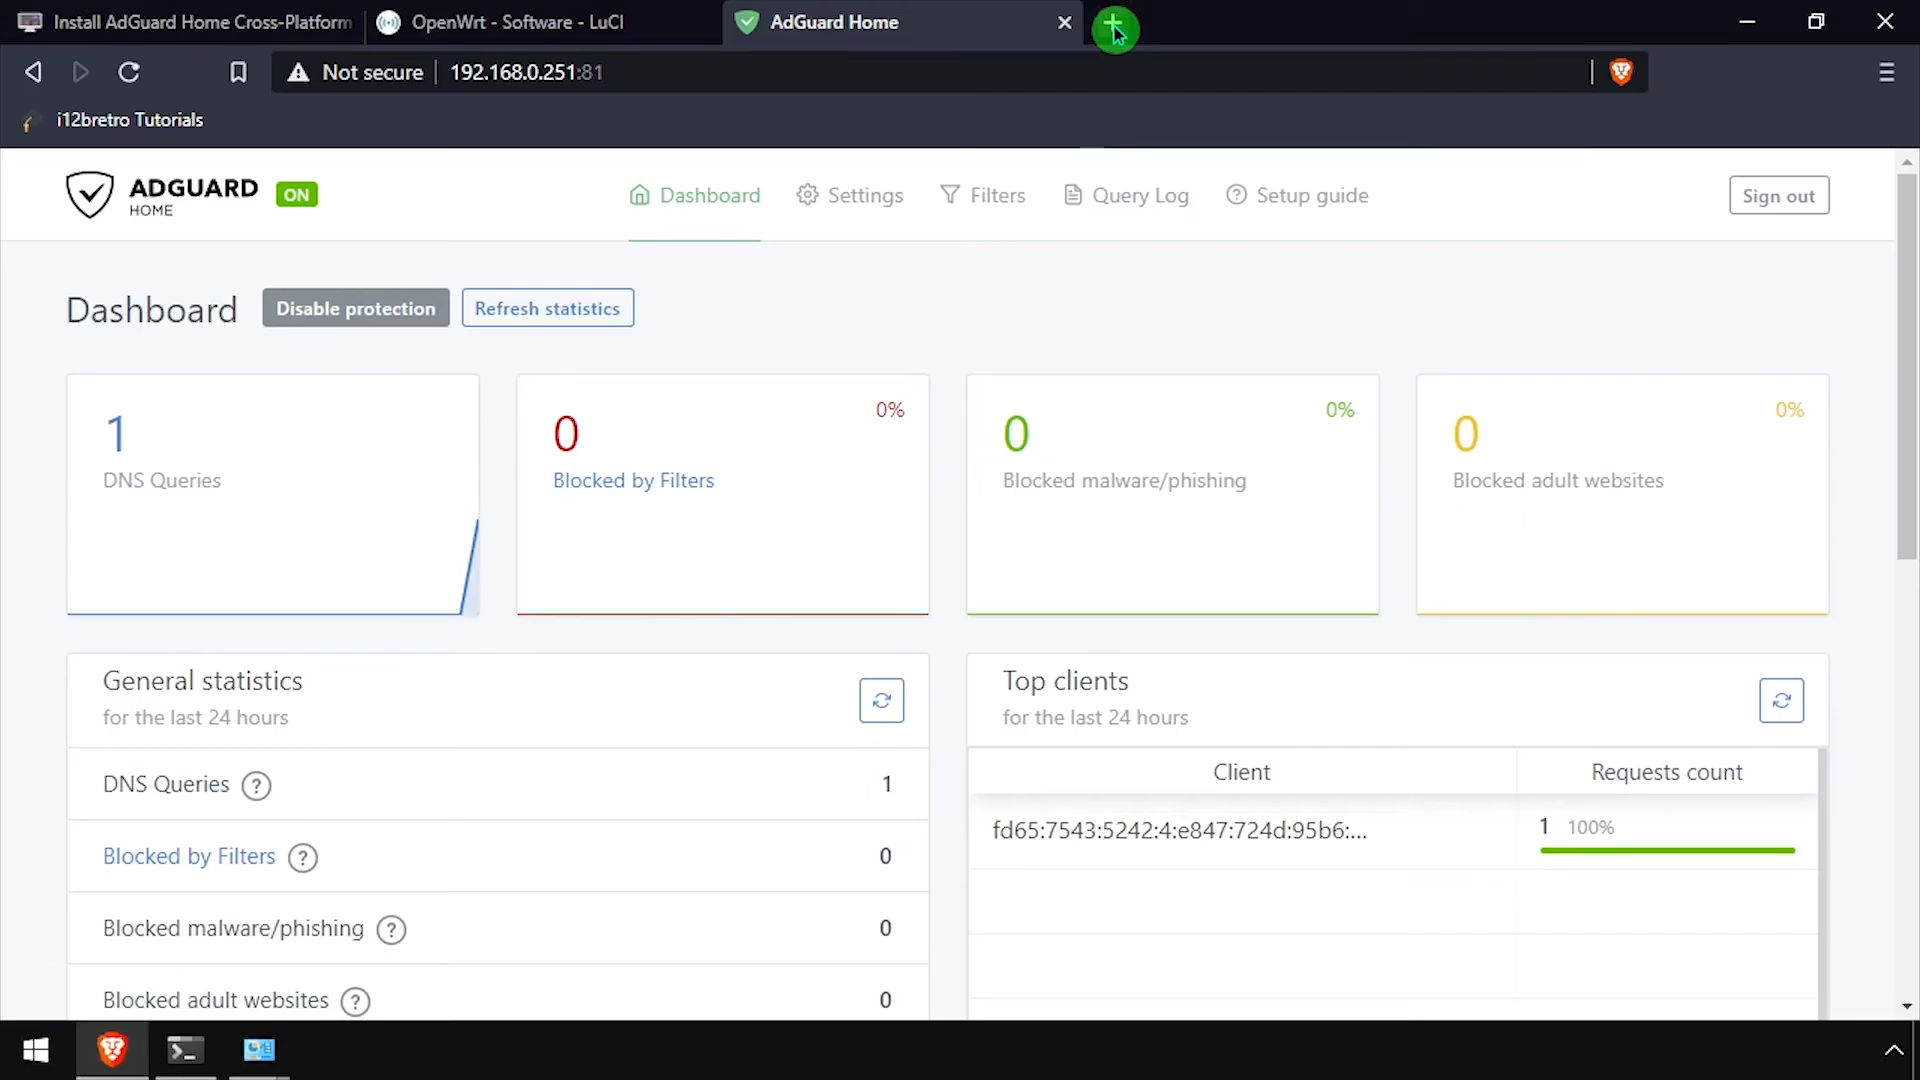 Install AdGuard Home Cross-Platform
OpenWrt - Software - LuCI
AdGuard Home
Not secure
192.168.0.251:81
i12bretro Tutorials
ADGUARD
HOME
ON
Dashboard
Settings
Filters
Query Log
Setup guide
Sign out
Dashboard
Disable protection
Refresh statistics
1
DNS Queries
0%
0
Blocked by Filters
0%
0
Blocked malware/phishing
0%
0
Blocked adult websites
General statistics
for the last 24 hours
DNS Queries ? 1
Blocked by Filters ? 0
Blocked malware/phishing ? 0
Blocked adult websites ? 0
Top clients
for the last 24 hours
Client Requests count
fd65:7543:5242:4:e847:724d:95b6:... 1 100%